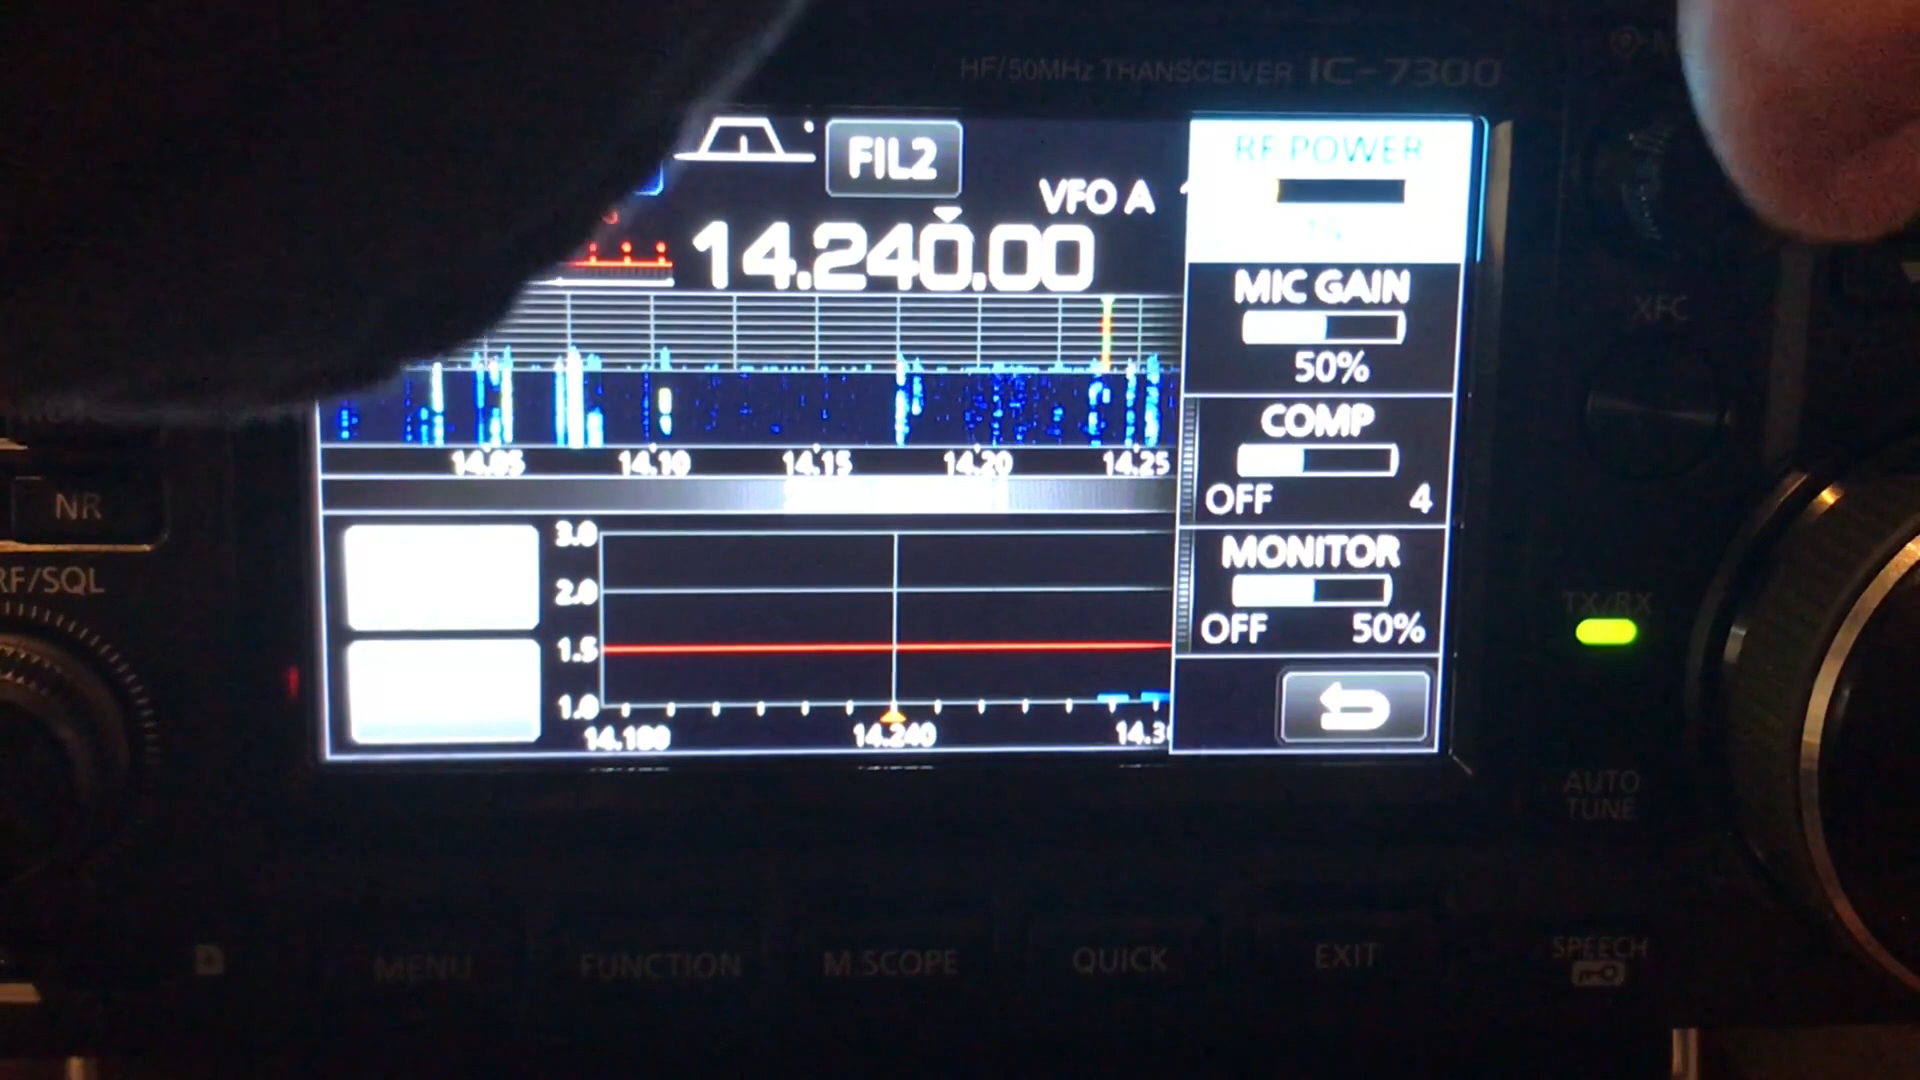 HF/50MHz TRANSCEIVER IC-7300
FIL2
VFO A
14.240.00
RF POWER
MIC GAIN
50%
COMP
OFF 4
MONITOR
OFF 50%
14.05 14.10 14.15 14.20 14.25
3.0
2.0
1.5
1.0
14.180 14.240
NR
RF/SQL
XFC
TX/RX
AUTO
TUNE
MENU FUNCTION M.SCOPE QUICK EXIT
SPEECH